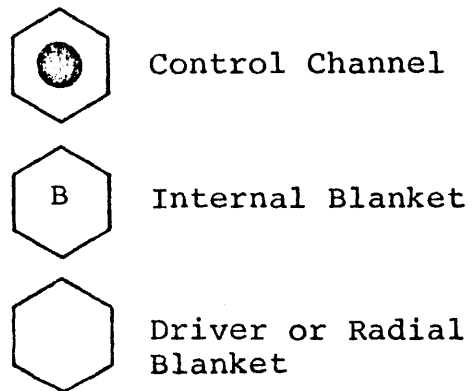 Control Channel
B
Internal Blanket
Driver or Radial
Blanket